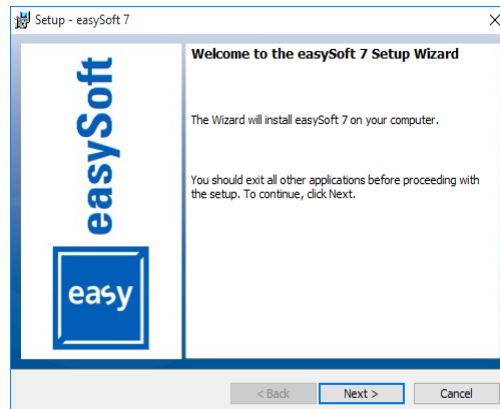 Setup - easySoft 7
easySoft
easy
Welcome to the easySoft 7 Setup Wizard
The Wizard will install easySoft 7 on your computer.
You should exit all other applications before proceeding with
the setup. To continue, click Next.
< Back
Next >
Cancel